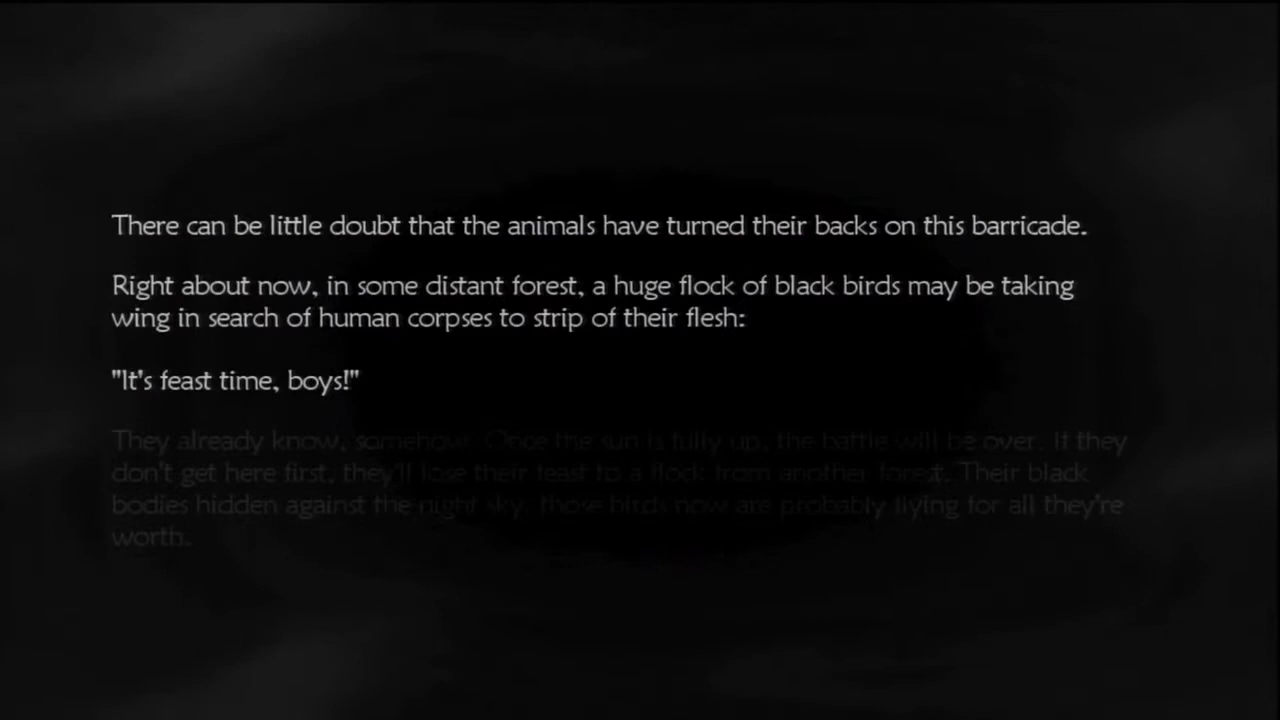 There can be little doubt that the animals have turned their backs on this barricade.
Right about now, in some distant forest, a huge flock of black birds may be taking
wing in search of human corpses to strip of their flesh:
"It's feast time, boys!"
They already know, somehow. Once the sun is fully up, the battle will be over. If they
don't get here first, they'll lose their feast to a flock from another forest. Their black
bodies hidden against the night sky, those birds now are probably flying for all they're
worth.